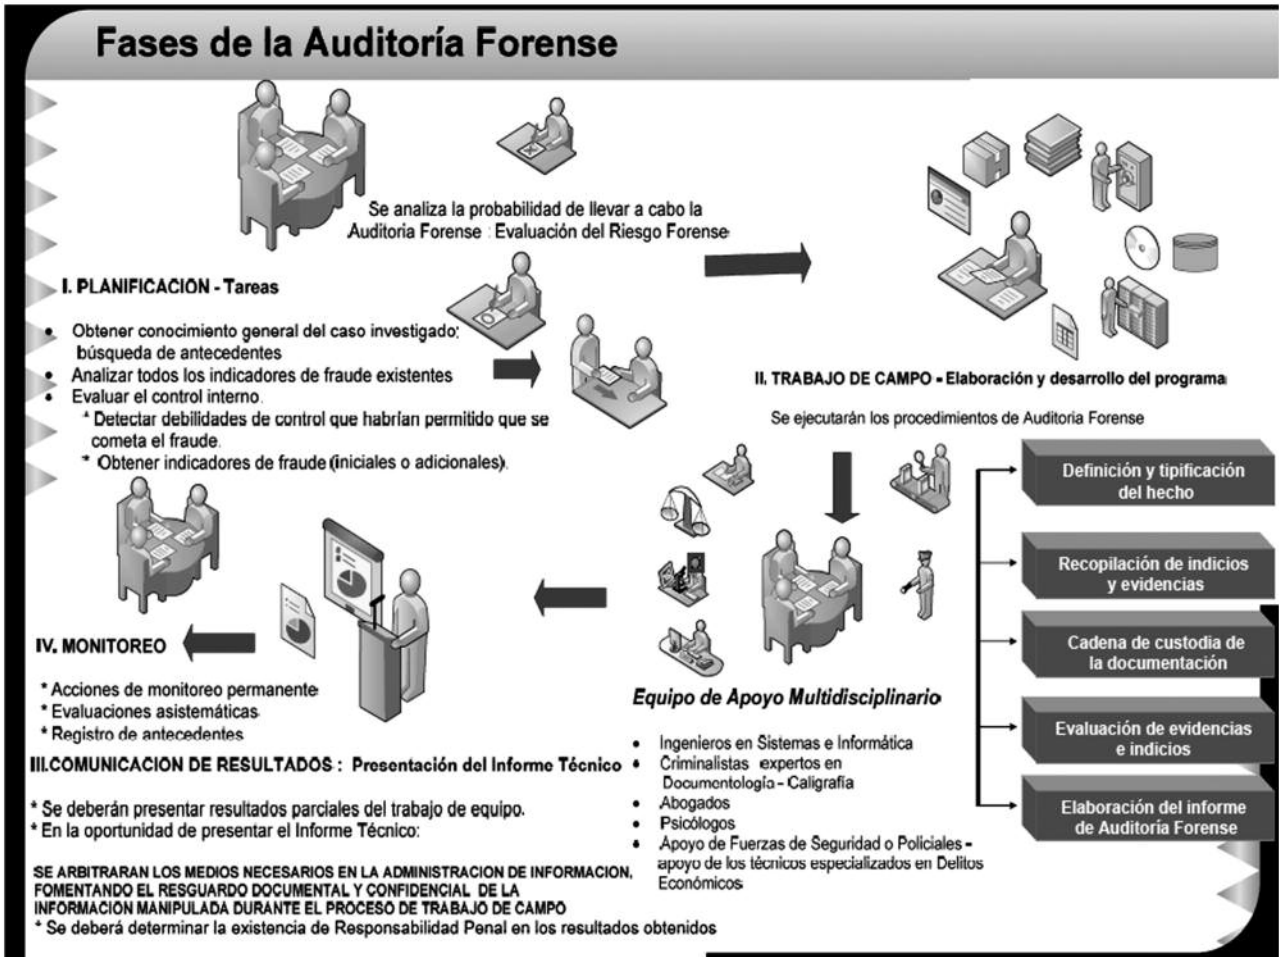 Fases de la Auditoría Forense
Se analiza la probabilidad de llevar a cabo la
Auditoria Forense : Evaluación del Riesgo Forense
I. PLANIFICACION - Tareas
• Obtener conocimiento general del caso investigado;
búsqueda de antecedentes
• Analizar todos los indicadores de fraude existentes
• Evaluar el control interno.
* Detectar debilidades de control que habrían permitido que se
cometa el fraude.
* Obtener indicadores de fraude (iniciales o adicionales).
II. TRABAJO DE CAMPO - Elaboración y desarrollo del programa
Se ejecutarán los procedimientos de Auditoria Forense
Definición y tipificación
del hecho
Recopilación de indicios
y evidencias
Cadena de custodia de
la documentación
Evaluación de evidencias
e indicios
Elaboración del informe
de Auditoría Forense
Equipo de Apoyo Multidisciplinario
• Ingenieros en Sistemas e Informática
• Criminalistas expertos en
Documentología - Caligrafía
• Abogados
• Psicólogos
• Apoyo de Fuerzas de Seguridad o Policiales -
apoyo de los técnicos especializados en Delitos
Económicos
IV. MONITOREO
* Acciones de monitoreo permanente
* Evaluaciones asistemáticas
* Registro de antecedentes
III.COMUNICACION DE RESULTADOS : Presentación del Informe Técnico
* Se deberán presentar resultados parciales del trabajo de equipo.
* En la oportunidad de presentar el Informe Técnico:
SE ARBITRARAN LOS MEDIOS NECESARIOS EN LA ADMINISTRACION DE INFORMACION,
FOMENTANDO EL RESGUARDO DOCUMENTAL Y CONFIDENCIAL DE LA
INFORMACION MANIPULADA DURANTE EL PROCESO DE TRABAJO DE CAMPO
* Se deberá determinar la existencia de Responsabilidad Penal en los resultados obtenidos